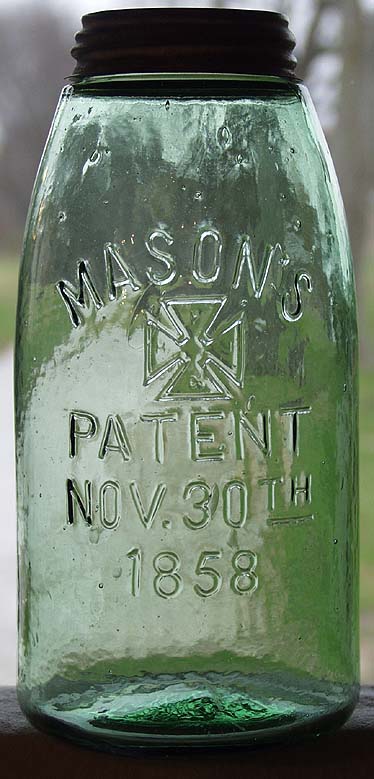 MASON'S
PATENT
NOV. 30TH
1858